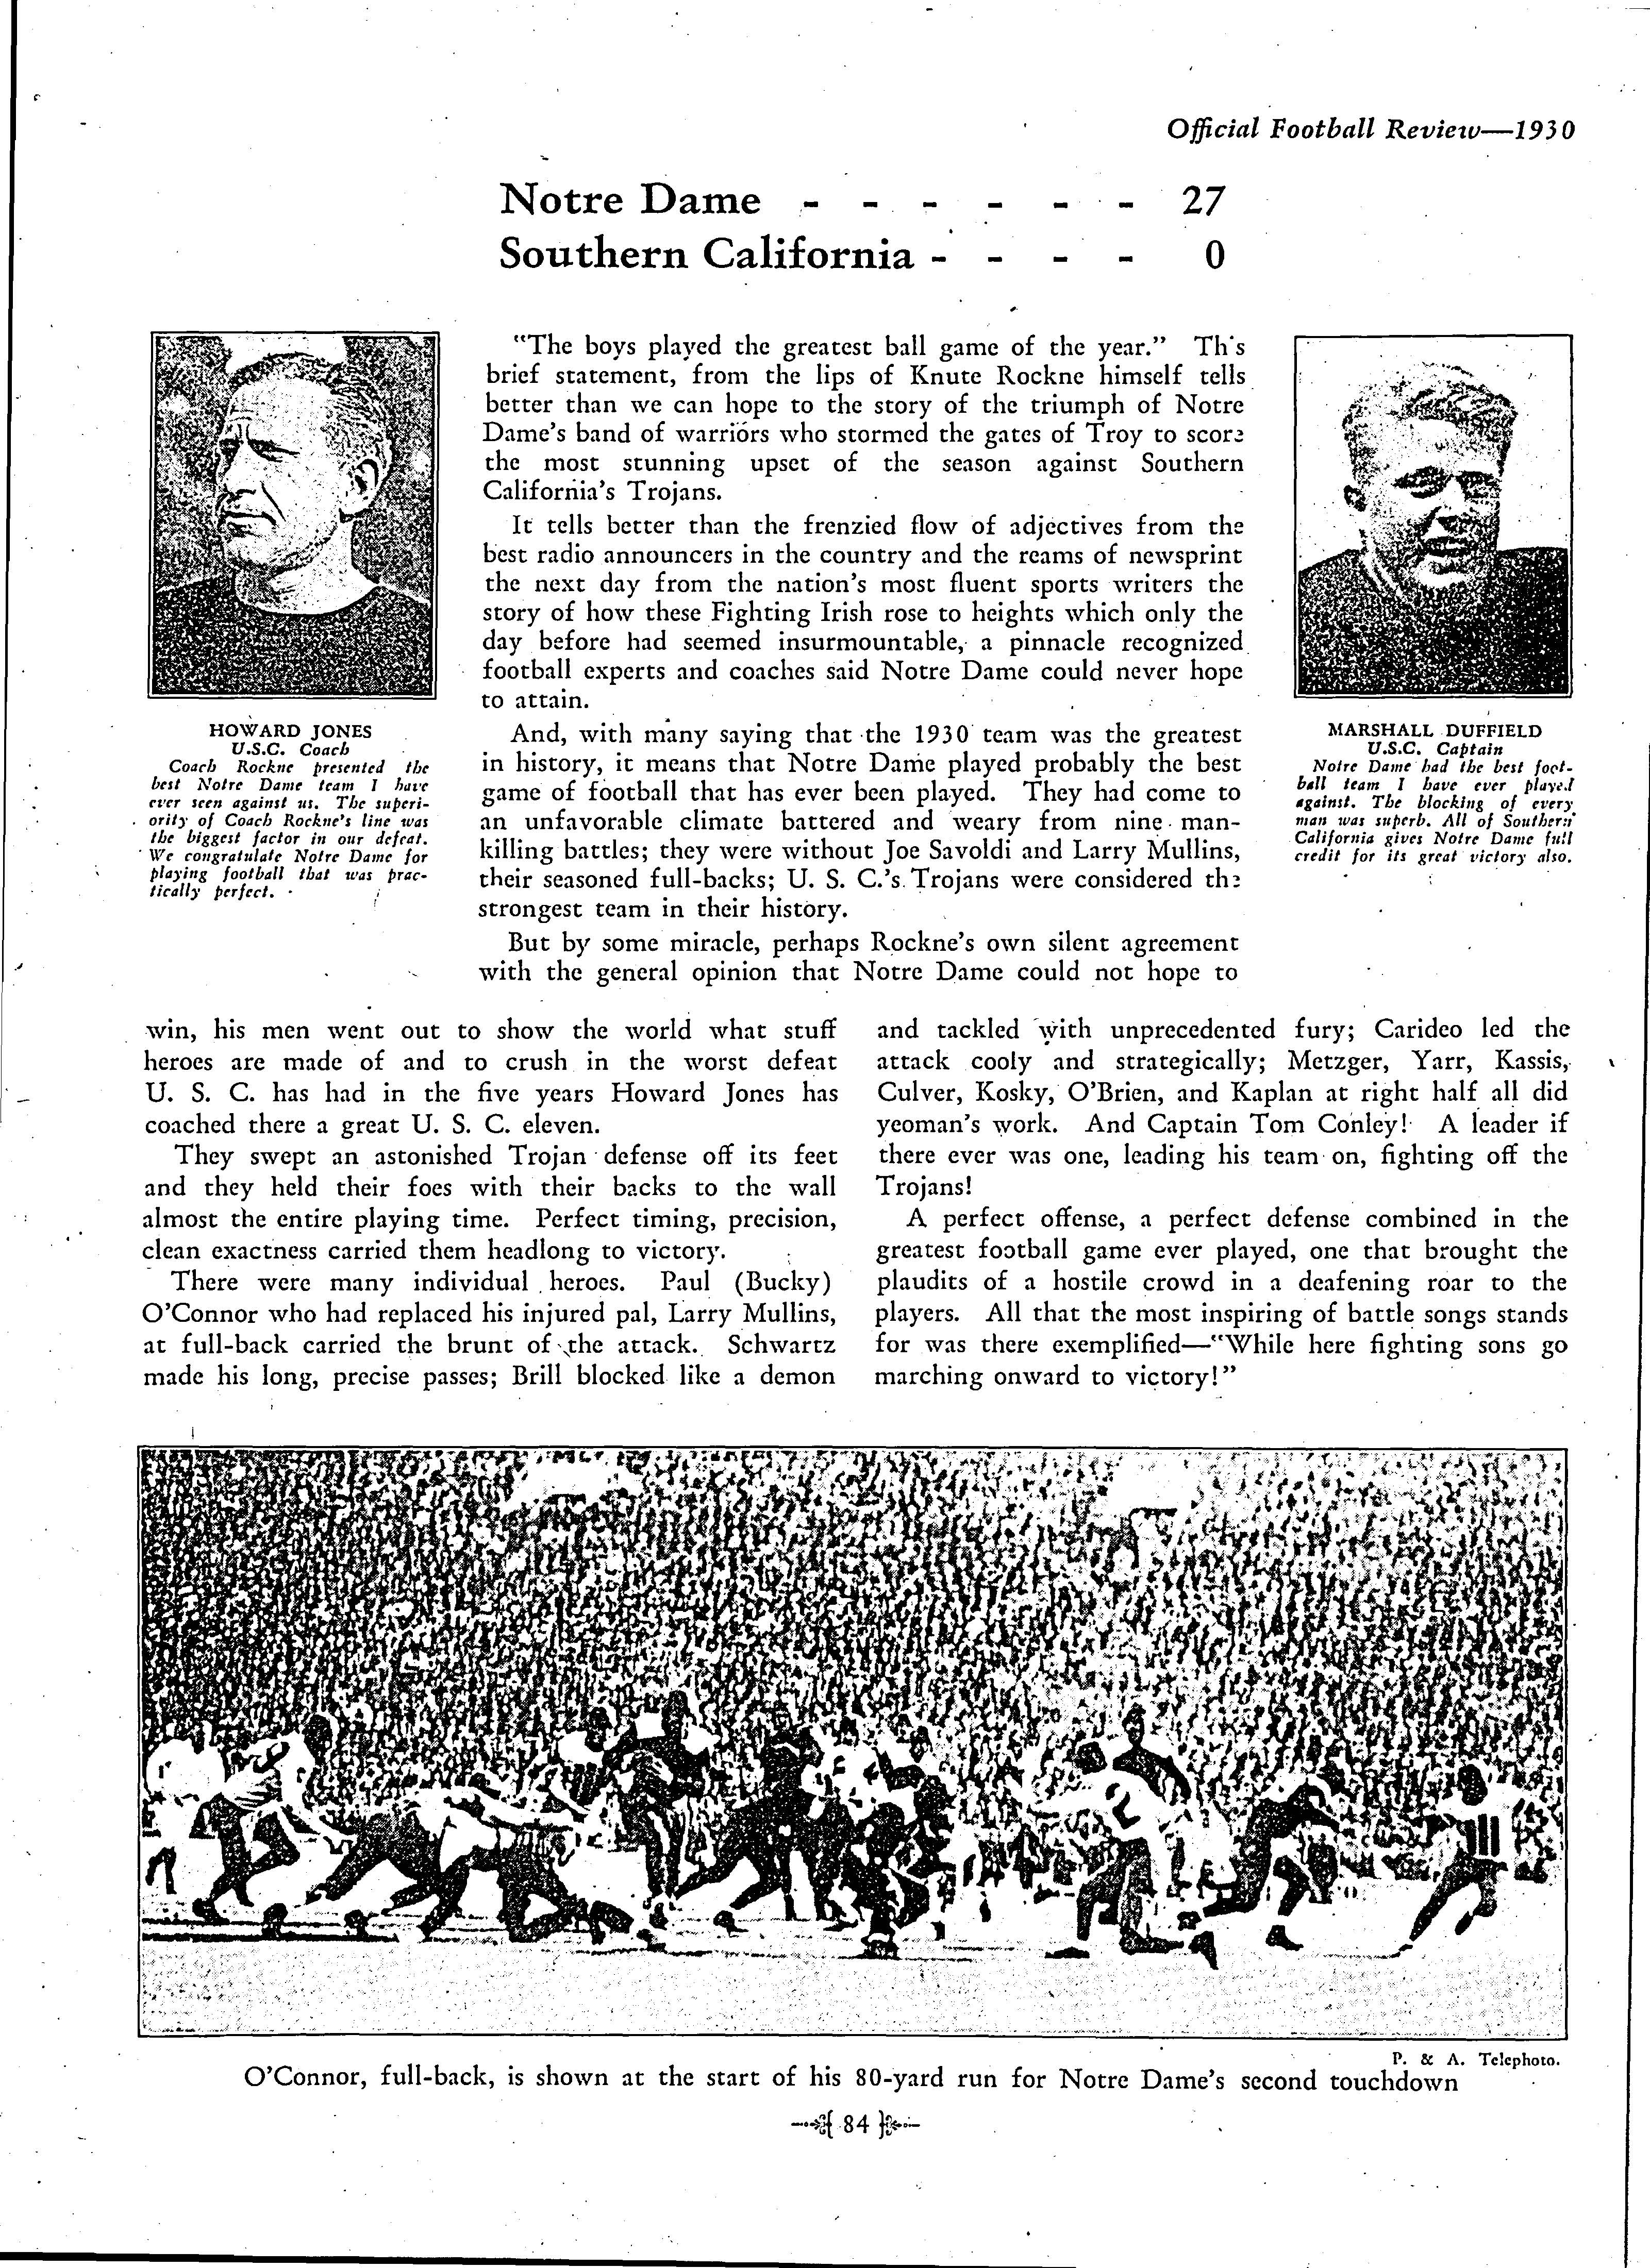 Official Football Review—1930
Notre Dame - - - - - - 27
Southern California - - - - 0
"The boys played the greatest ball game of the year." This
brief statement, from the lips of Knute Rockne himself tells
better than we can hope to the story of the triumph of Notre
Dame's band of warriors who stormed the gates of Troy to score
the most stunning upset of the season against Southern
California's Trojans.
It tells better than the frenzied flow of adjectives from the
best radio announcers in the country and the reams of newsprint
the next day from the nation's most fluent sports writers the
story of how these Fighting Irish rose to heights which only the
day before had seemed insurmountable, a pinnacle recognized
football experts and coaches said Notre Dame could never hope
to attain.
And, with many saying that the 1930 team was the greatest
in history, it means that Notre Dame played probably the best
game of football that has ever been played. They had come to
an unfavorable climate battered and weary from nine man-
killing battles; they were without Joe Savoldi and Larry Mullins,
their seasoned full-backs; U. S. C.'s Trojans were considered the
strongest team in their history.
But by some miracle, perhaps Rockne's own silent agreement
with the general opinion that Notre Dame could not hope to
HOWARD JONES
U.S.C. Coach
Coach Rockne presented the
best Notre Dame team I have
ever seen against us. The superi-
ority of Coach Rockne's line was
the biggest factor in our defeat.
We congratulate Notre Dame for
playing football that was prac-
tically perfect.
MARSHALL DUFFIELD
U.S.C. Captain
Notre Dame had the best foot-
ball team I have ever played
against. The blocking of every
man was superb. All of Southern
California gives Notre Dame full
credit for its great victory also.
win, his men went out to show the world what stuff
heroes are made of and to crush in the worst defeat
U. S. C. has had in the five years Howard Jones has
coached there a great U. S. C. eleven.
They swept an astonished Trojan defense off its feet
and they held their foes with their backs to the wall
almost the entire playing time. Perfect timing, precision,
clean exactness carried them headlong to victory.
There were many individual heroes. Paul (Bucky)
O'Connor who had replaced his injured pal, Larry Mullins,
at full-back carried the brunt of the attack. Schwartz
made his long, precise passes; Brill blocked like a demon
and tackled with unprecedented fury; Carideo led the
attack cooly and strategically; Metzger, Yarr, Kassis,
Culver, Kosky, O'Brien, and Kaplan at right half all did
yeoman's work. And Captain Tom Conley! A leader if
there ever was one, leading his team on, fighting off the
Trojans!
A perfect offense, a perfect defense combined in the
greatest football game ever played, one that brought the
plaudits of a hostile crowd in a deafening roar to the
players. All that the most inspiring of battle songs stands
for was there exemplified—"While here fighting sons go
marching onward to victory!"
2
P. & A. Telephoto.
O'Connor, full-back, is shown at the start of his 80-yard run for Notre Dame's second touchdown
84